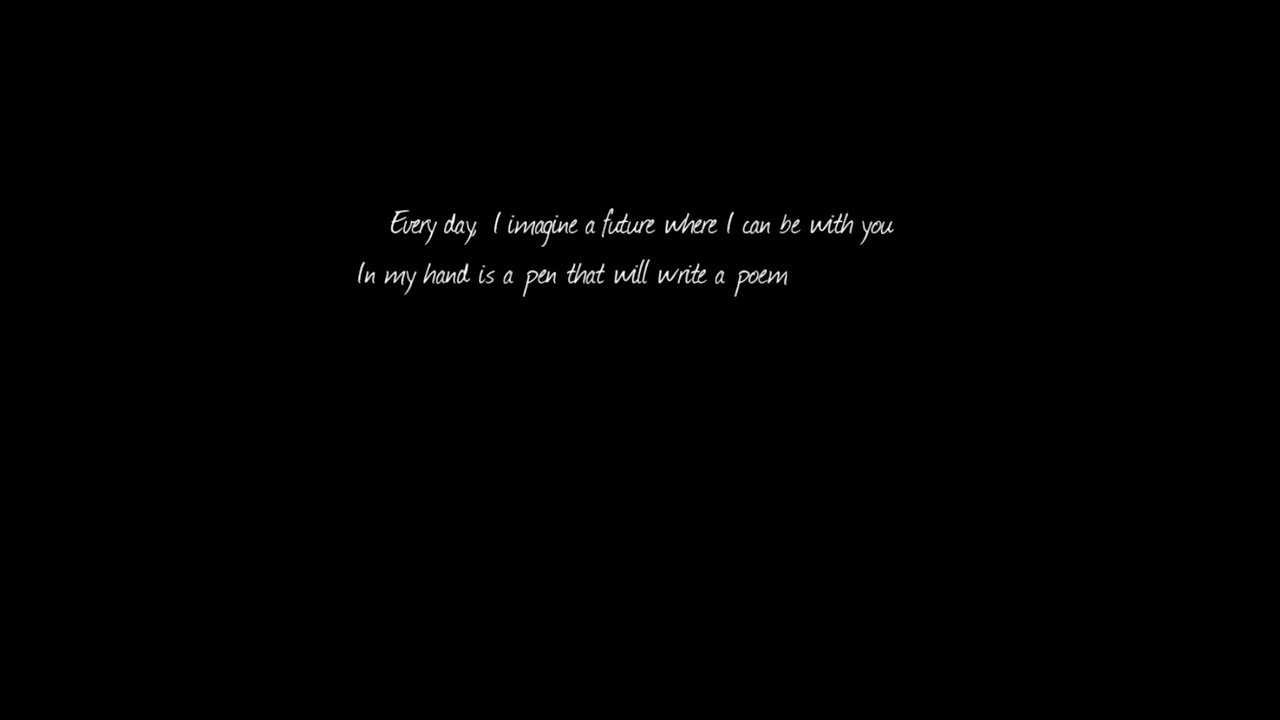 Every day, I imagine a future where I can be with you
In my hand is a pen that will write a poem